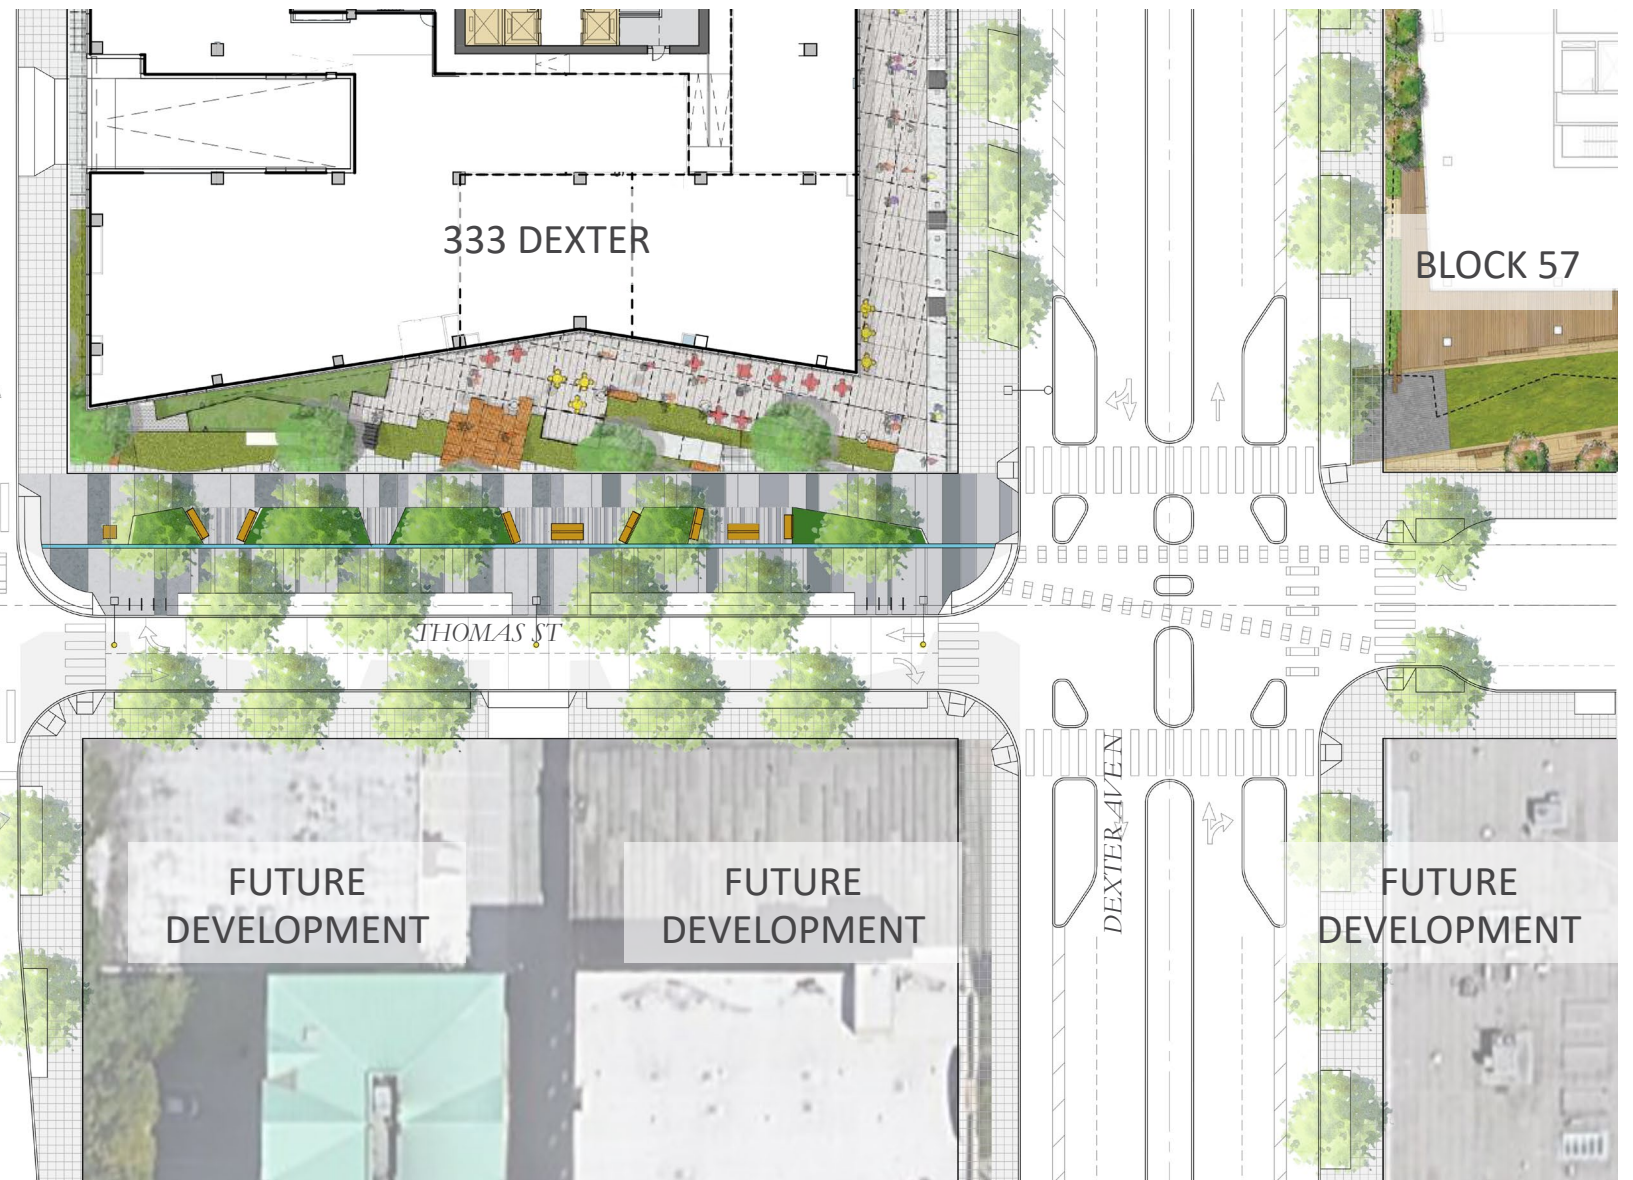 333 DEXTER
BLOCK 57
THOMAS ST
DEXTER AVE N
FUTURE
DEVELOPMENT
FUTURE
DEVELOPMENT
FUTURE
DEVELOPMENT